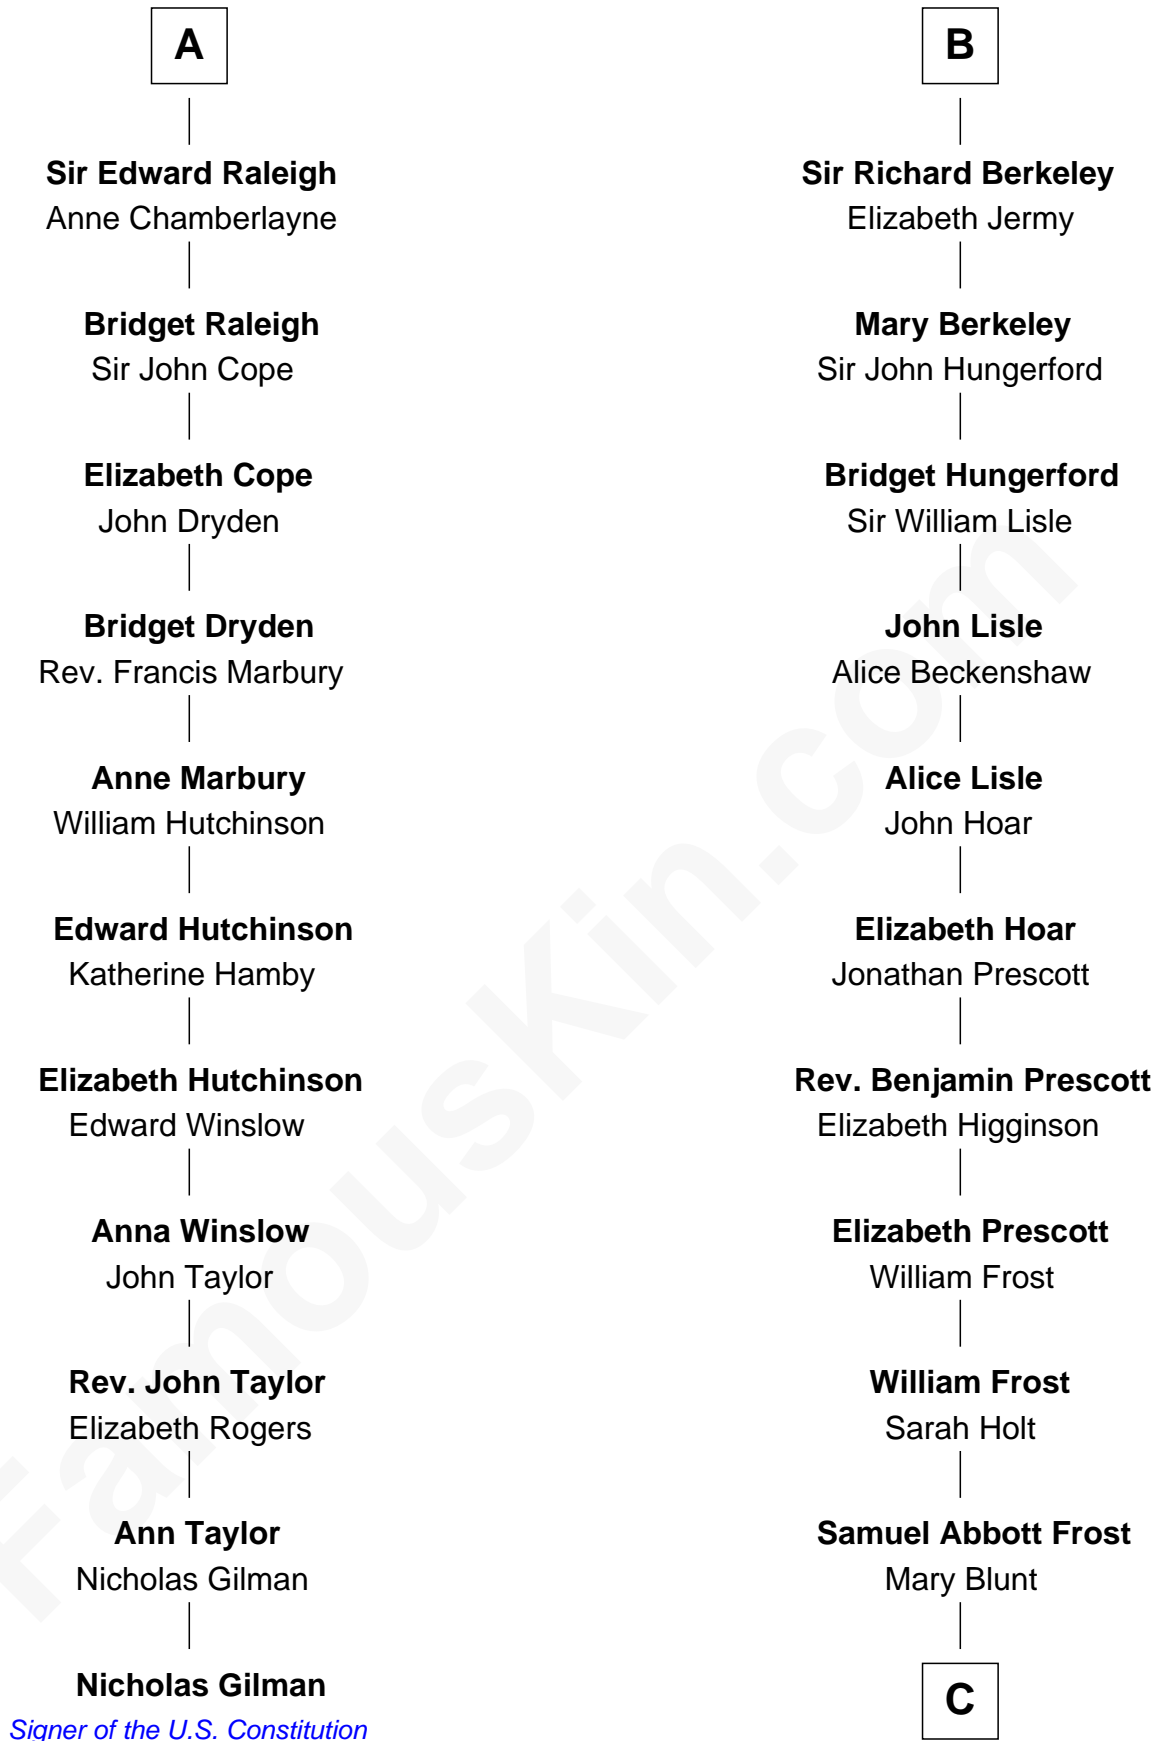 A
Sir Edward Raleigh
Anne Chamberlayne
Bridget Raleigh
Sir John Cope
Elizabeth Cope
John Dryden
Bridget Dryden
Rev. Francis Marbury
Anne Marbury
William Hutchinson
Edward Hutchinson
Katherine Hamby
Elizabeth Hutchinson
Edward Winslow
Anna Winslow
John Taylor
Rev. John Taylor
Elizabeth Rogers
Ann Taylor
Nicholas Gilman
Nicholas Gilman
Signer of the U.S. Constitution
B
Sir Richard Berkeley
Elizabeth Jermy
Mary Berkeley
Sir John Hungerford
Bridget Hungerford
Sir William Lisle
John Lisle
Alice Beckenshaw
Alice Lisle
John Hoar
Elizabeth Hoar
Jonathan Prescott
Rev. Benjamin Prescott
Elizabeth Higginson
Elizabeth Prescott
William Frost
William Frost
Sarah Holt
Samuel Abbott Frost
Mary Blunt
C
FamousKin.com